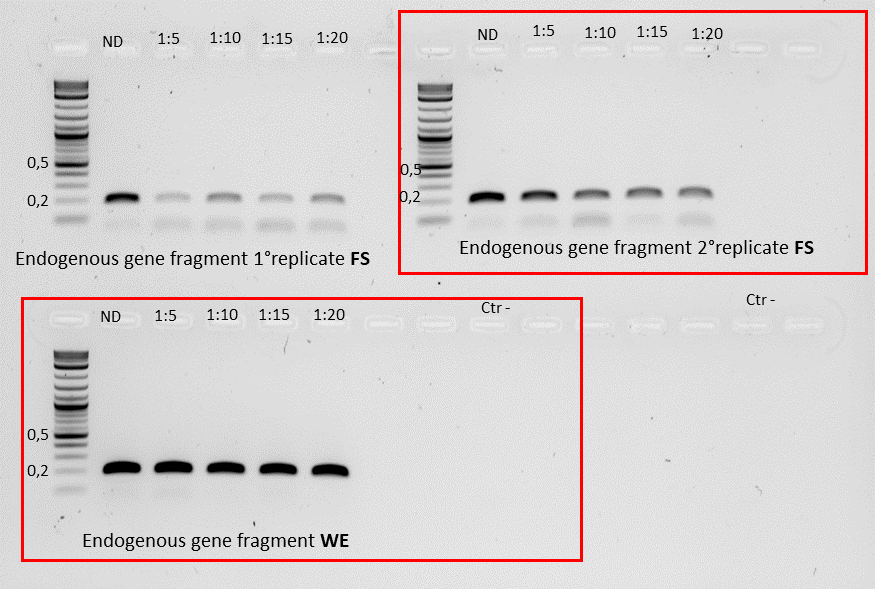 ND 1:5 1:10 1:15 1:20
0,5
0,2
Endogenous gene fragment 1°replicate FS
ND 1:5 1:10 1:15 1:20
0,5
0,2
Endogenous gene fragment 2°replicate FS
ND 1:5 1:10 1:15 1:20 Ctr -
0,5
0,2
Endogenous gene fragment WE
Ctr -